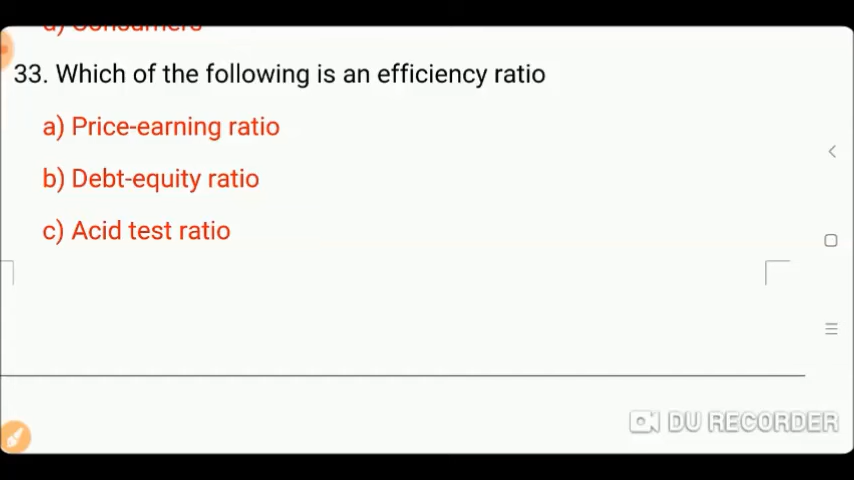 d) Consumers
33. Which of the following is an efficiency ratio
a) Price-earning ratio
b) Debt-equity ratio
c) Acid test ratio
DU RECORDER